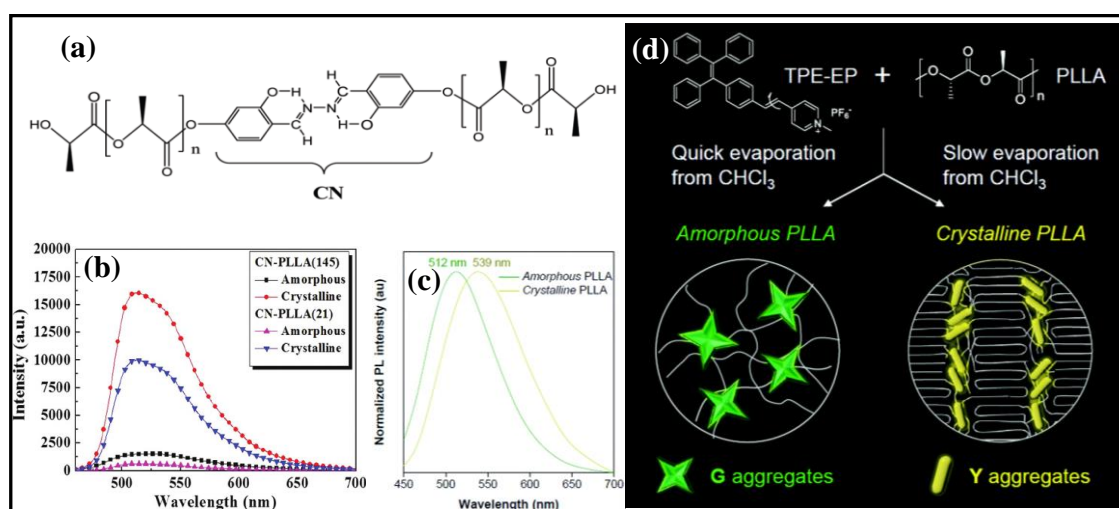 (a)
O
HO
O
O
n
O
H
O
H
N
N
H
O
H
O
O
O
n
O
OH
CN
(b)
20000
17500
15000
12500
10000
7500
5000
2500
0
Intensity (a.u.)
500
550
600
650
700
Wavelength (nm)
CN-PLLA(145)
Amorphous
Crystalline
CN-PLLA(21)
Amorphous
Crystalline
(c)
512 nm
539 nm
Amorphous PLLA
Crystalline PLLA
Normalized PL intensity (au)
450
500
550
600
650
700
Wavelength (nm)
(d)
TPE-EP
+
PLLA
O
O
O
O
n
PF6-
N
+
Quick evaporation
from CHCl3
Slow evaporation
from CHCl3
Amorphous PLLA
Crystalline PLLA
G aggregates
Y aggregates